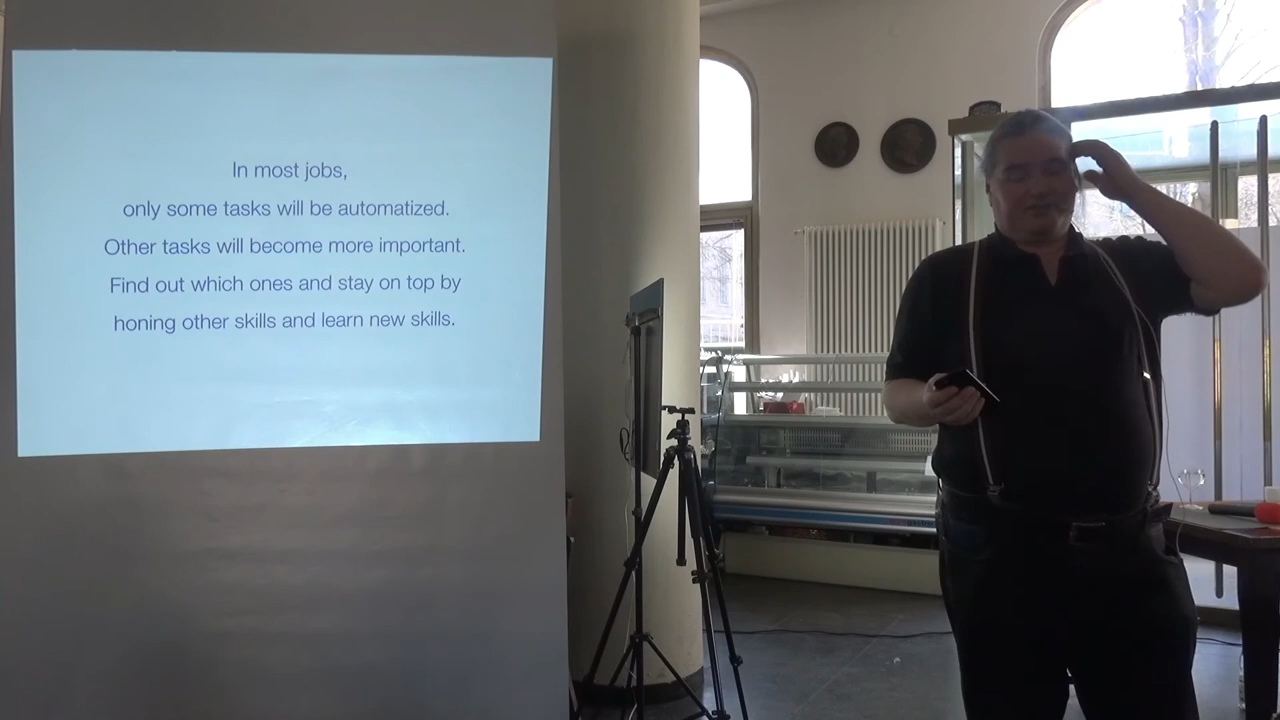 In most jobs,
only some tasks will be automatized.
Other tasks will become more important.
Find out which ones and stay on top by
honing other skills and learn new skills.